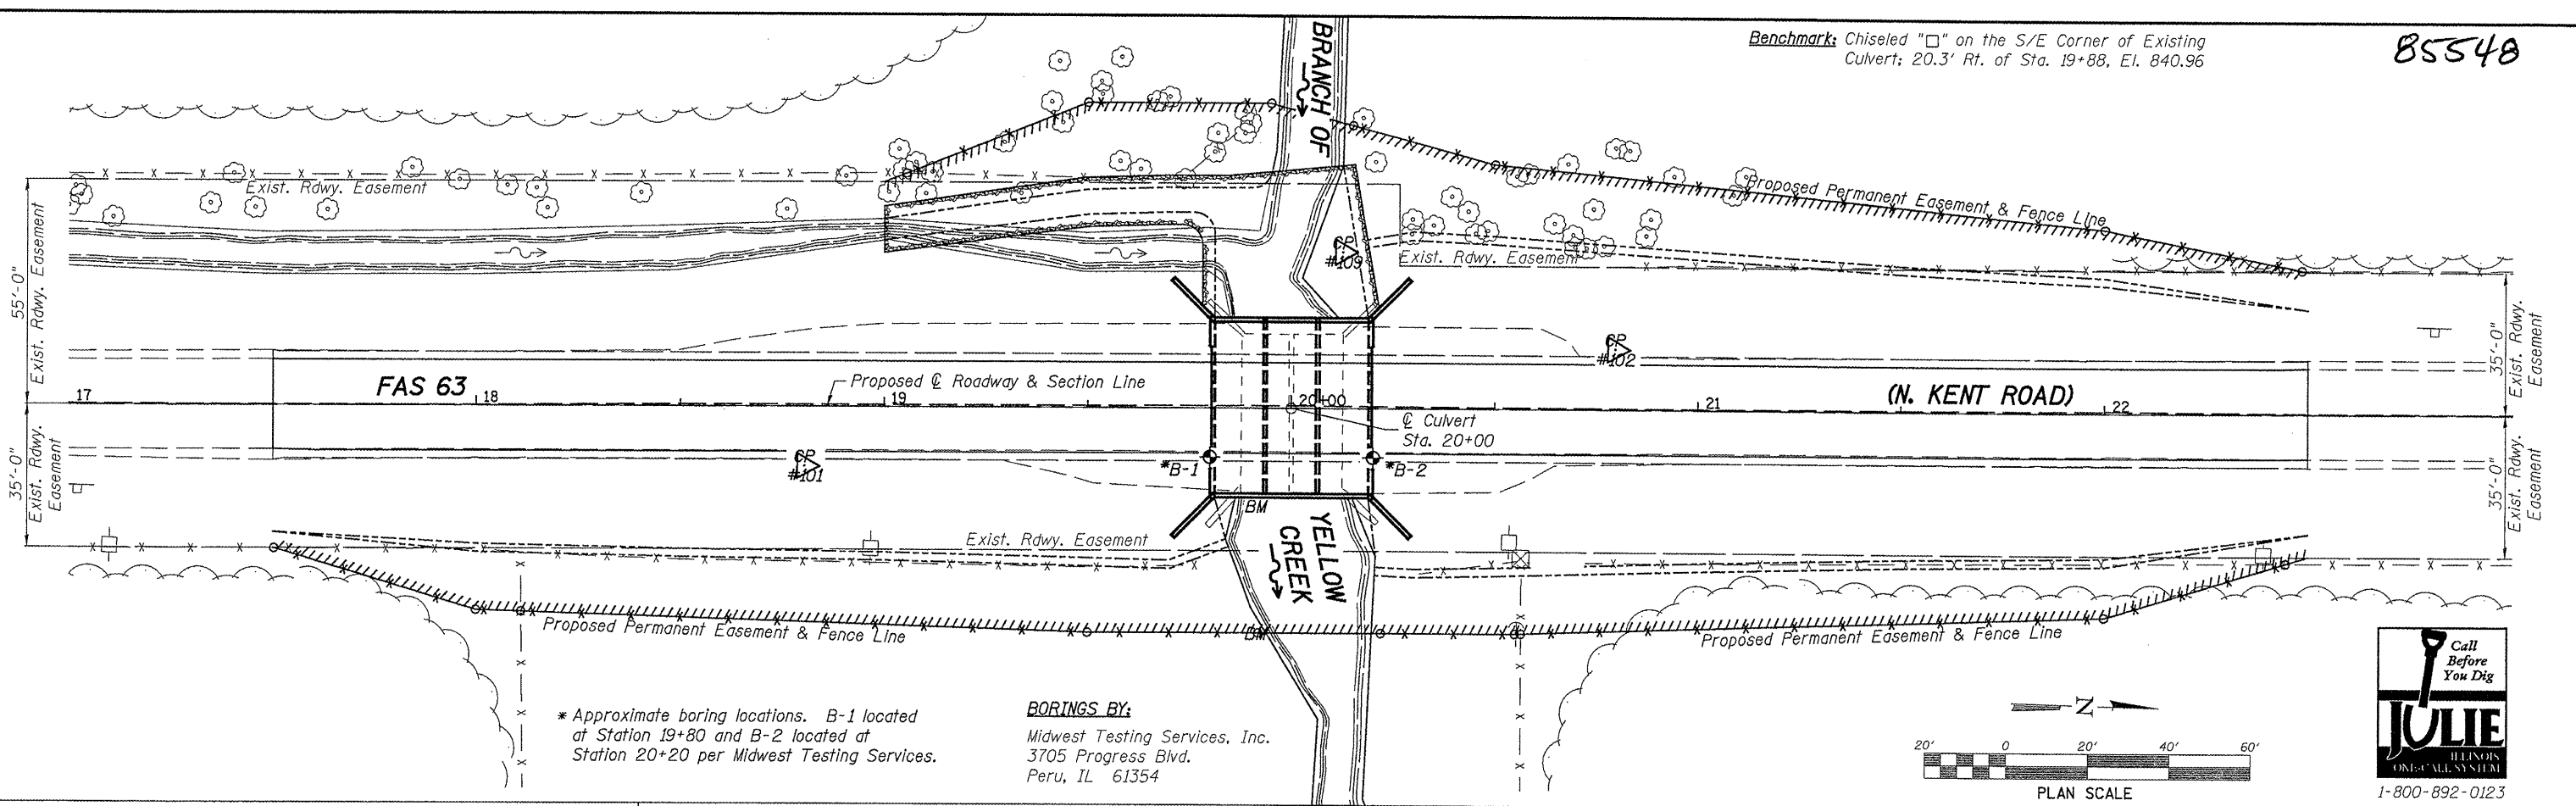 Benchmark: Chiseled "□" on the S/E Corner of Existing
Culvert; 20.3' Rt. of Sta. 19+88, El. 840.96
85548
BRANCH OF
Exist. Rdwy. Easement
Proposed Permanent Easement & Fence Line
55'-0"
Exist. Rdwy. Easement
CP
#109
Exist. Rdwy. Easement
35'-0"
Exist. Rdwy.
Easement
CP
#102
FAS 63
Proposed ℄ Roadway & Section Line
(N. KENT ROAD)
17
18
19
20+00
21
22
℄ Culvert
Sta. 20+00
35'-0"
Exist. Rdwy.
Easement
CP
#101
*B-1
*B-2
35'-0"
Exist. Rdwy.
Easement
BM
YELLOW
CREEK
Exist. Rdwy. Easement
Proposed Permanent Easement & Fence Line
BM
Proposed Permanent Easement & Fence Line
* Approximate boring locations. B-1 located
at Station 19+80 and B-2 located at
Station 20+20 per Midwest Testing Services.
BORINGS BY:
Midwest Testing Services, Inc.
3705 Progress Blvd.
Peru, IL 61354
N
20'
0
20'
40'
60'
PLAN SCALE
Call
Before
You Dig
JULIE
ILLINOIS
ONE-CALL SYSTEM
1-800-892-0123